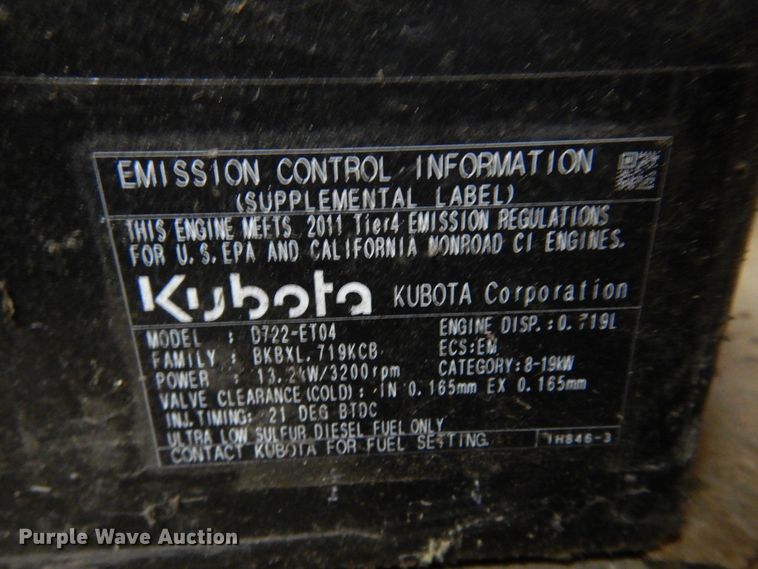 EMISSION CONTROL INFORMATION
(SUPPLEMENTAL LABEL)
THIS ENGINE MEETS 2011 Tier4 EMISSION REGULATIONS
FOR U.S. EPA AND CALIFORNIA NONROAD CI ENGINES.
Kubota KUBOTA Corporation
MODEL : D722-ET04 ENGINE DISP.:0.719L
FAMILY : BKBXL.719KCB ECS:EM
POWER : 13.2kW/3200rpm CATEGORY:8-19kW
VALVE CLEARANCE(COLD): IN 0.165mm EX 0.165mm
INJ.TIMING: 21 DEG BTDC
ULTRA LOW SULFUR DIESEL FUEL ONLY
CONTACT KUBOTA FOR FUEL SETTING. 1H846-3
Purple Wave Auction